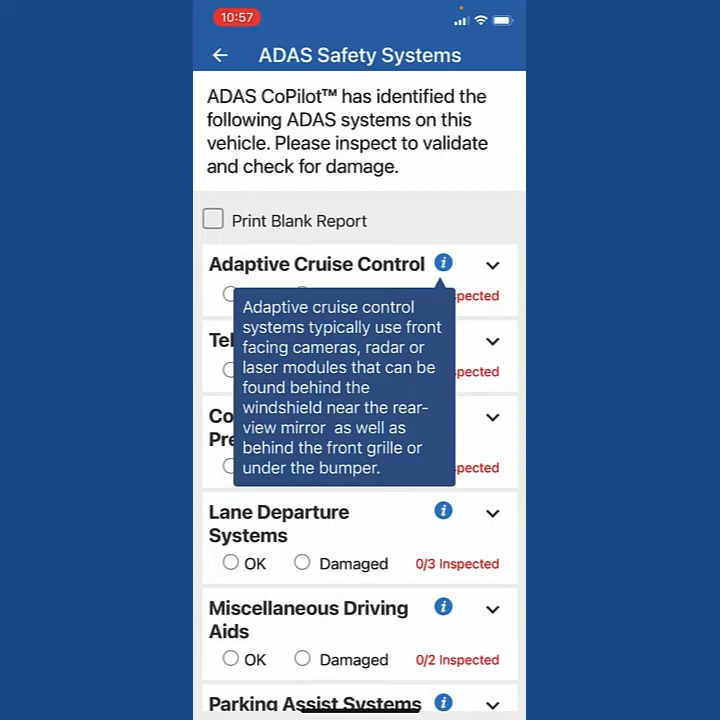 10:57
ADAS Safety Systems
ADAS CoPilot™ has identified the
following ADAS systems on this
vehicle. Please inspect to validate
and check for damage.
Print Blank Report
Adaptive Cruise Control
Adaptive cruise control
systems typically use front
facing cameras, radar or
laser modules that can be
found behind the
windshield near the rear-
view mirror as well as
behind the front grille or
under the bumper.
Lane Departure
Systems
OK Damaged 0/3 Inspected
Miscellaneous Driving
Aids
OK Damaged 0/2 Inspected
Parking Assist Systems